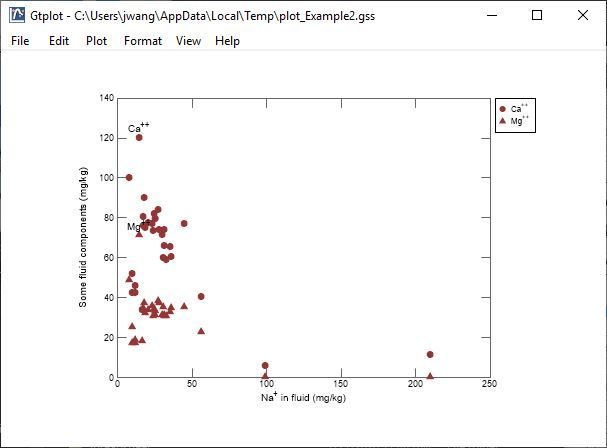 Gtplot - C:\Users\jwang\AppData\Local\Temp\plot_Example2.gss
File Edit Plot Format View Help
140
Ca++
Mg++
Ca++
120
100
80
Mg++
60
40
20
0
Some fluid components (mg/kg)
0 50 100 150 200 250
Na+ in fluid (mg/kg)